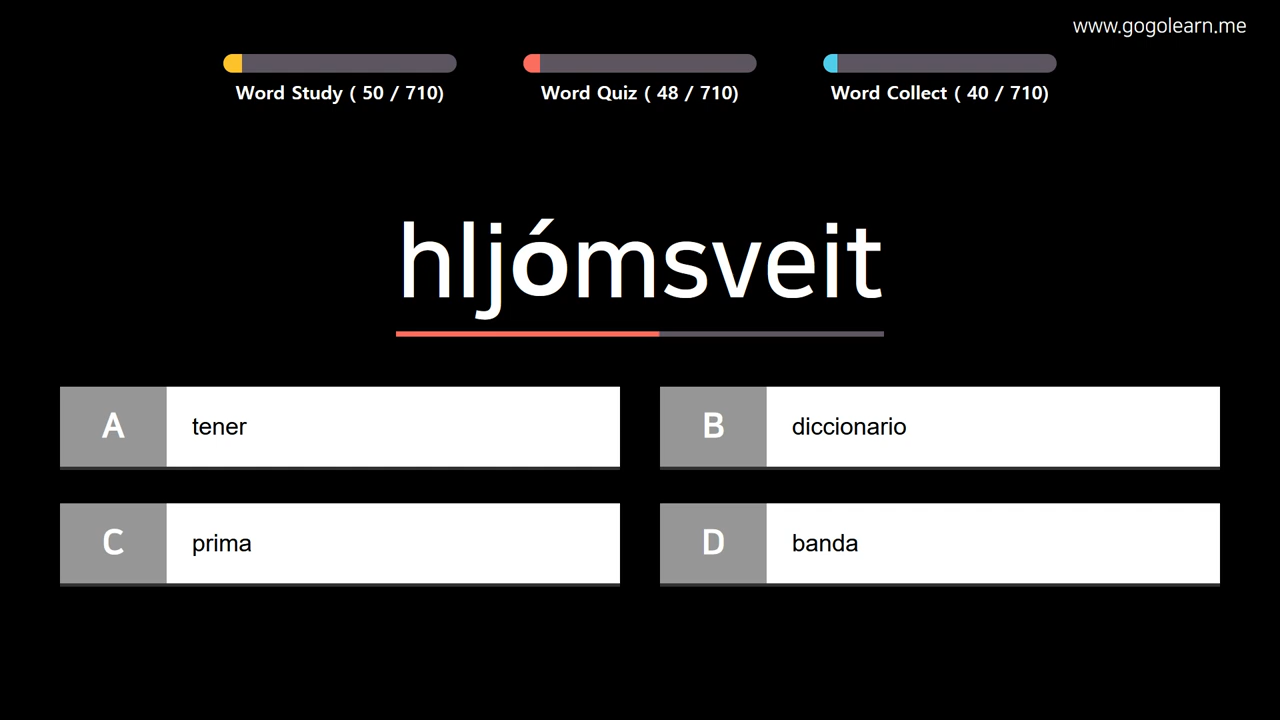 www.gogolearn.me
Word Study ( 50 / 710)
Word Quiz ( 48 / 710)
Word Collect ( 40 / 710)
hljómsveit
A tener
B diccionario
C prima
D banda